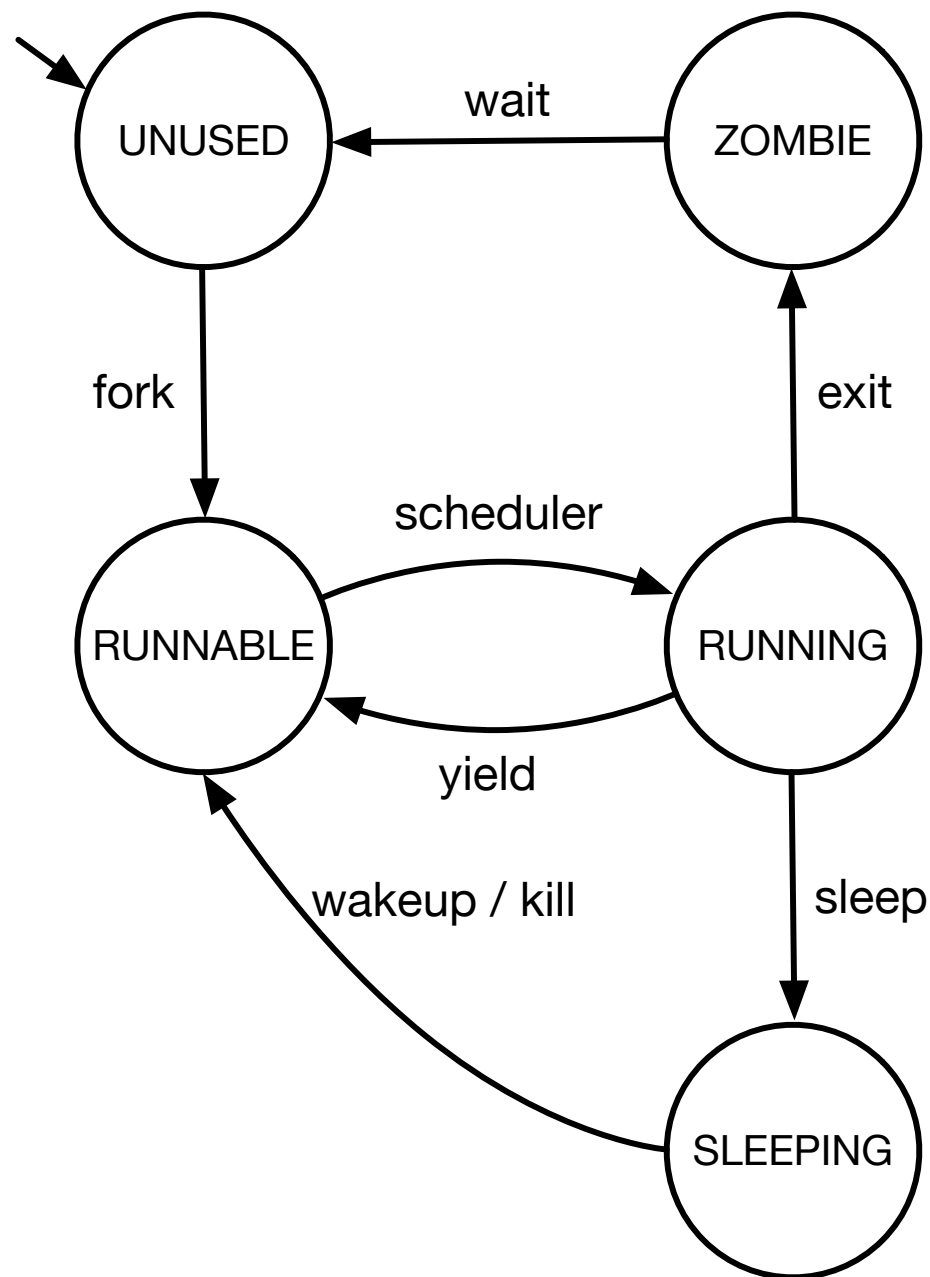 wait
UNUSED
ZOMBIE
fork
exit
scheduler
RUNNABLE
RUNNING
yield
wakeup / kill
sleep
SLEEPING